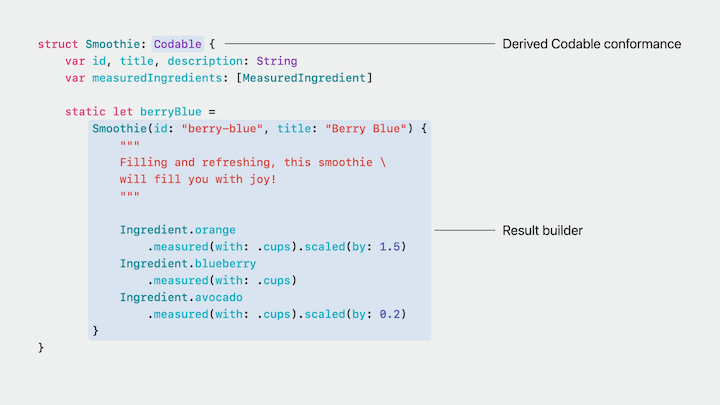 struct Smoothie: Codable {
Derived Codable conformance
var id, title, description: String
var measuredIngredients: [MeasuredIngredient]
static let berryBlue =
Smoothie(id: "berry-blue", title: "Berry Blue") {
"""
Filling and refreshing, this smoothie \
will fill you with joy!
"""
Ingredient.orange
Result builder
.measured(with: .cups).scaled(by: 1.5)
Ingredient.blueberry
.measured(with: .cups)
Ingredient.avocado
.measured(with: .cups).scaled(by: 0.2)
}
}